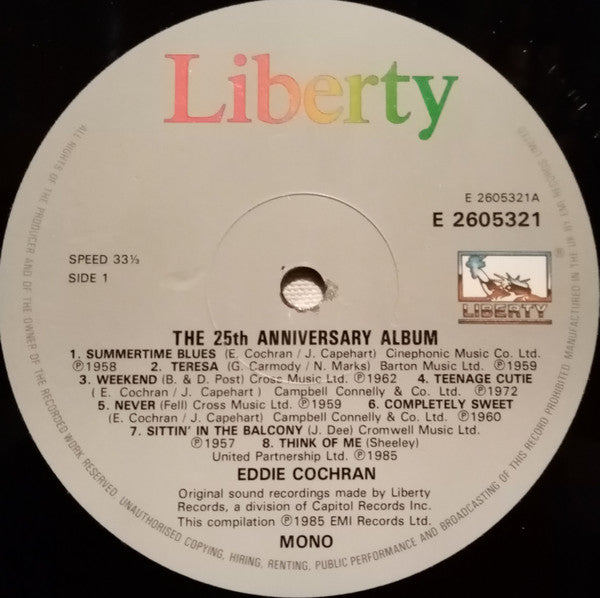 Liberty
E 2605321A
E 2605321
SPEED 33⅓
SIDE 1
LIBERTY
THE 25th ANNIVERSARY ALBUM
1. SUMMERTIME BLUES (E. Cochran / J. Capehart) Cinephonic Music Co. Ltd.
℗1958 2. TERESA (G. Carmody / N. Marks) Barton Music Ltd. ℗1959
3. WEEKEND (B. & D. Post) Cross Music Ltd. ℗1962 4. TEENAGE CUTIE
( E. Cochran / J. Capehart ) Campbell Connelly & Co. Ltd. ℗1972
5. NEVER (Fell) Cross Music Ltd. ℗1959 6. COMPLETELY SWEET
(E. Cochran / J. Capehart) Campbell Connelly & Co. Ltd. ℗1960
7. SITTIN' IN THE BALCONY (J. Dee) Cromwell Music Ltd.
℗1957 8. THINK OF ME (Sheeley)
United Partnership Ltd. ℗1985
EDDIE COCHRAN
Original sound recordings made by Liberty
Records, a division of Capitol Records Inc.
This compilation ℗1985 EMI Records Ltd.
MONO
ALL RIGHTS OF THE PRODUCER AND OF THE OWNER OF THE RECORDED WORK RESERVED. UNAUTHORISED COPYING, HIRING, RENTING, PUBLIC PERFORMANCE AND BROADCASTING OF THIS RECORD PROHIBITED MANUFACTURED IN THE UK BY EMI RECORDS LIMITED